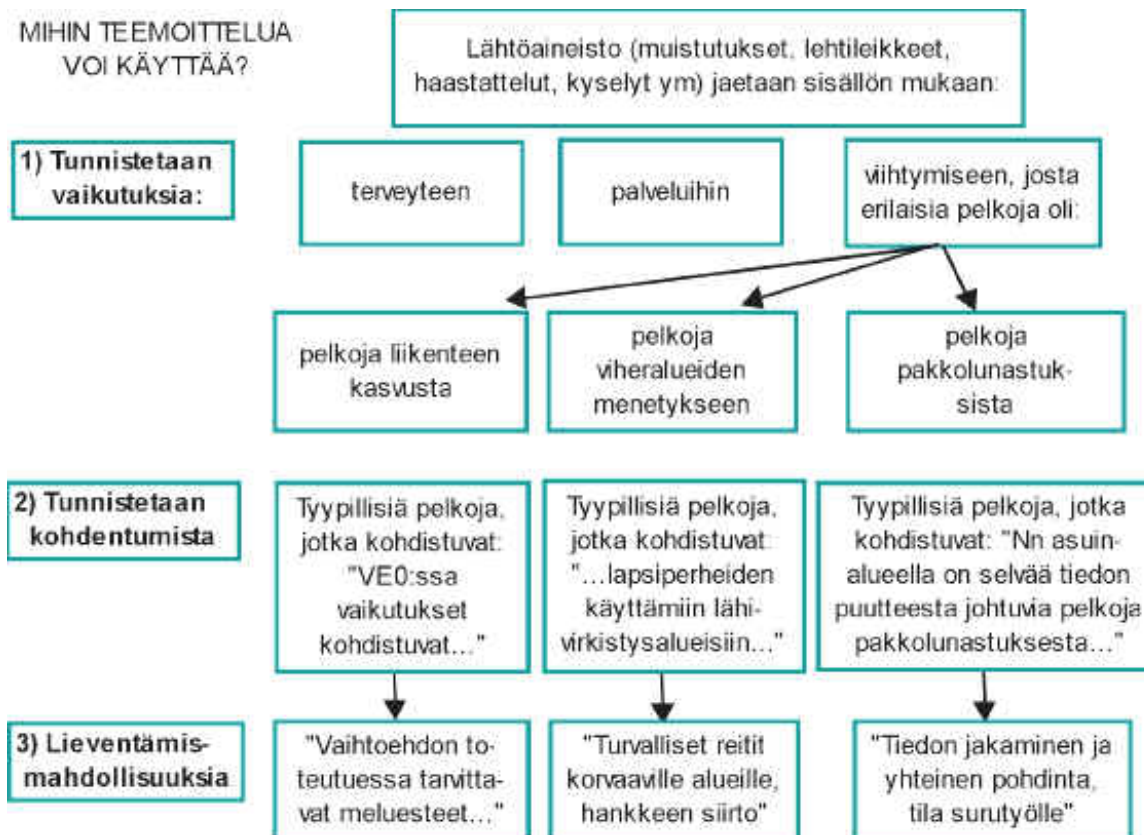 MIHIN TEEMOITTELUA
VOI KÄYTTÄÄ?
Lähtöaineisto (muistutukset, lehtileikkeet,
haastattelut, kyselyt ym) jaetaan sisällön mukaan:
1) Tunnistetaan
vaikutuksia:
terveyteen
palveluihin
viihtymiseen, josta
erilaisia pelkoja oli:
pelkoja liikenteen
kasvusta
pelkoja
viheralueiden
menetykseen
pelkoja
pakkolunastuk-
sista
2) Tunnistetaan
kohdentumista
Tyypillisiä pelkoja,
jotka kohdistuvat:
"VE0:ssa
vaikutukset
kohdistuvat..."
Tyypillisiä pelkoja,
jotka kohdistuvat:
"...lapsiperheiden
käyttämiin lähi-
virkistysalueisiin..."
Tyypillisiä pelkoja, jotka
kohdistuvat: "Nn asuin-
alueella on selvää tiedon
puutteesta johtuvia pelkoja
pakkolunastuksesta..."
3) Lieventämis-
mahdollisuuksia
"Vaihtoehdon to-
teutuessa tarvitta-
vat meluesteet..."
"Turvalliset reitit
korvaaville alueille,
hankkeen siirto"
"Tiedon jakaminen ja
yhteinen pohdinta,
tila surutyölle"